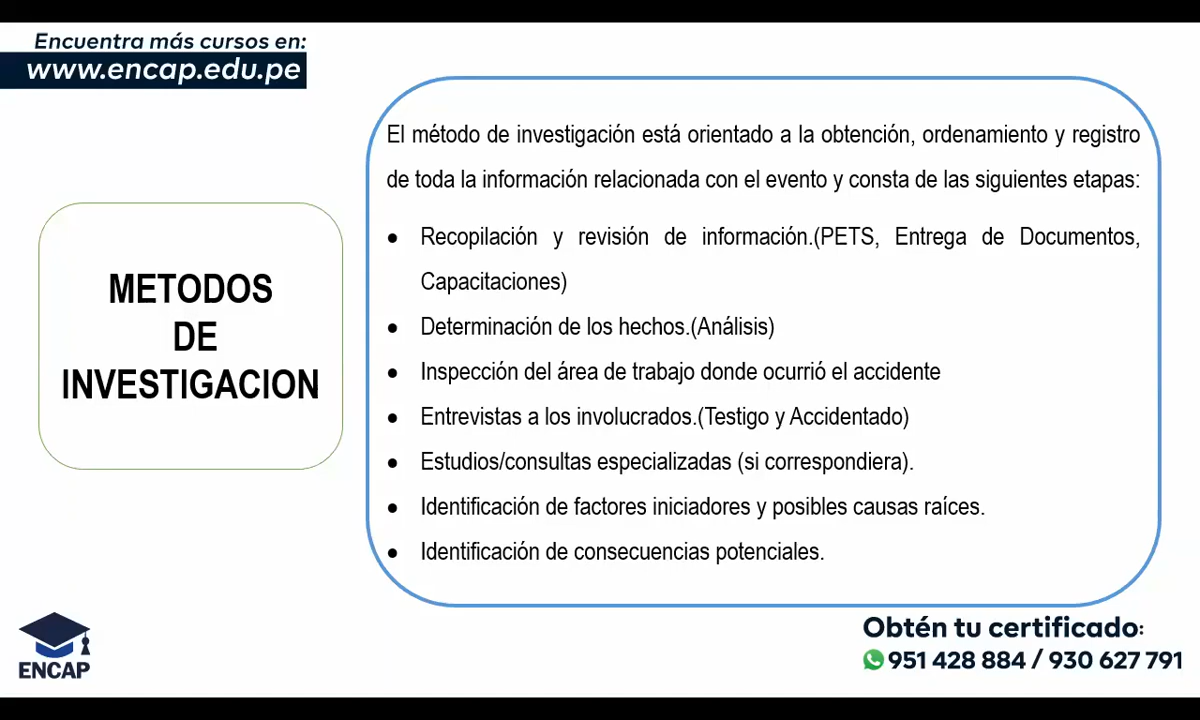 Encuentra más cursos en:
www.encap.edu.pe
METODOS
DE
INVESTIGACION
El método de investigación está orientado a la obtención, ordenamiento y registro
de toda la información relacionada con el evento y consta de las siguientes etapas:
• Recopilación y revisión de información.(PETS, Entrega de Documentos,
Capacitaciones)
• Determinación de los hechos.(Análisis)
• Inspección del área de trabajo donde ocurrió el accidente
• Entrevistas a los involucrados.(Testigo y Accidentado)
• Estudios/consultas especializadas (si correspondiera).
• Identificación de factores iniciadores y posibles causas raíces.
• Identificación de consecuencias potenciales.
ENCAP
Obtén tu certificado:
951 428 884 / 930 627 791